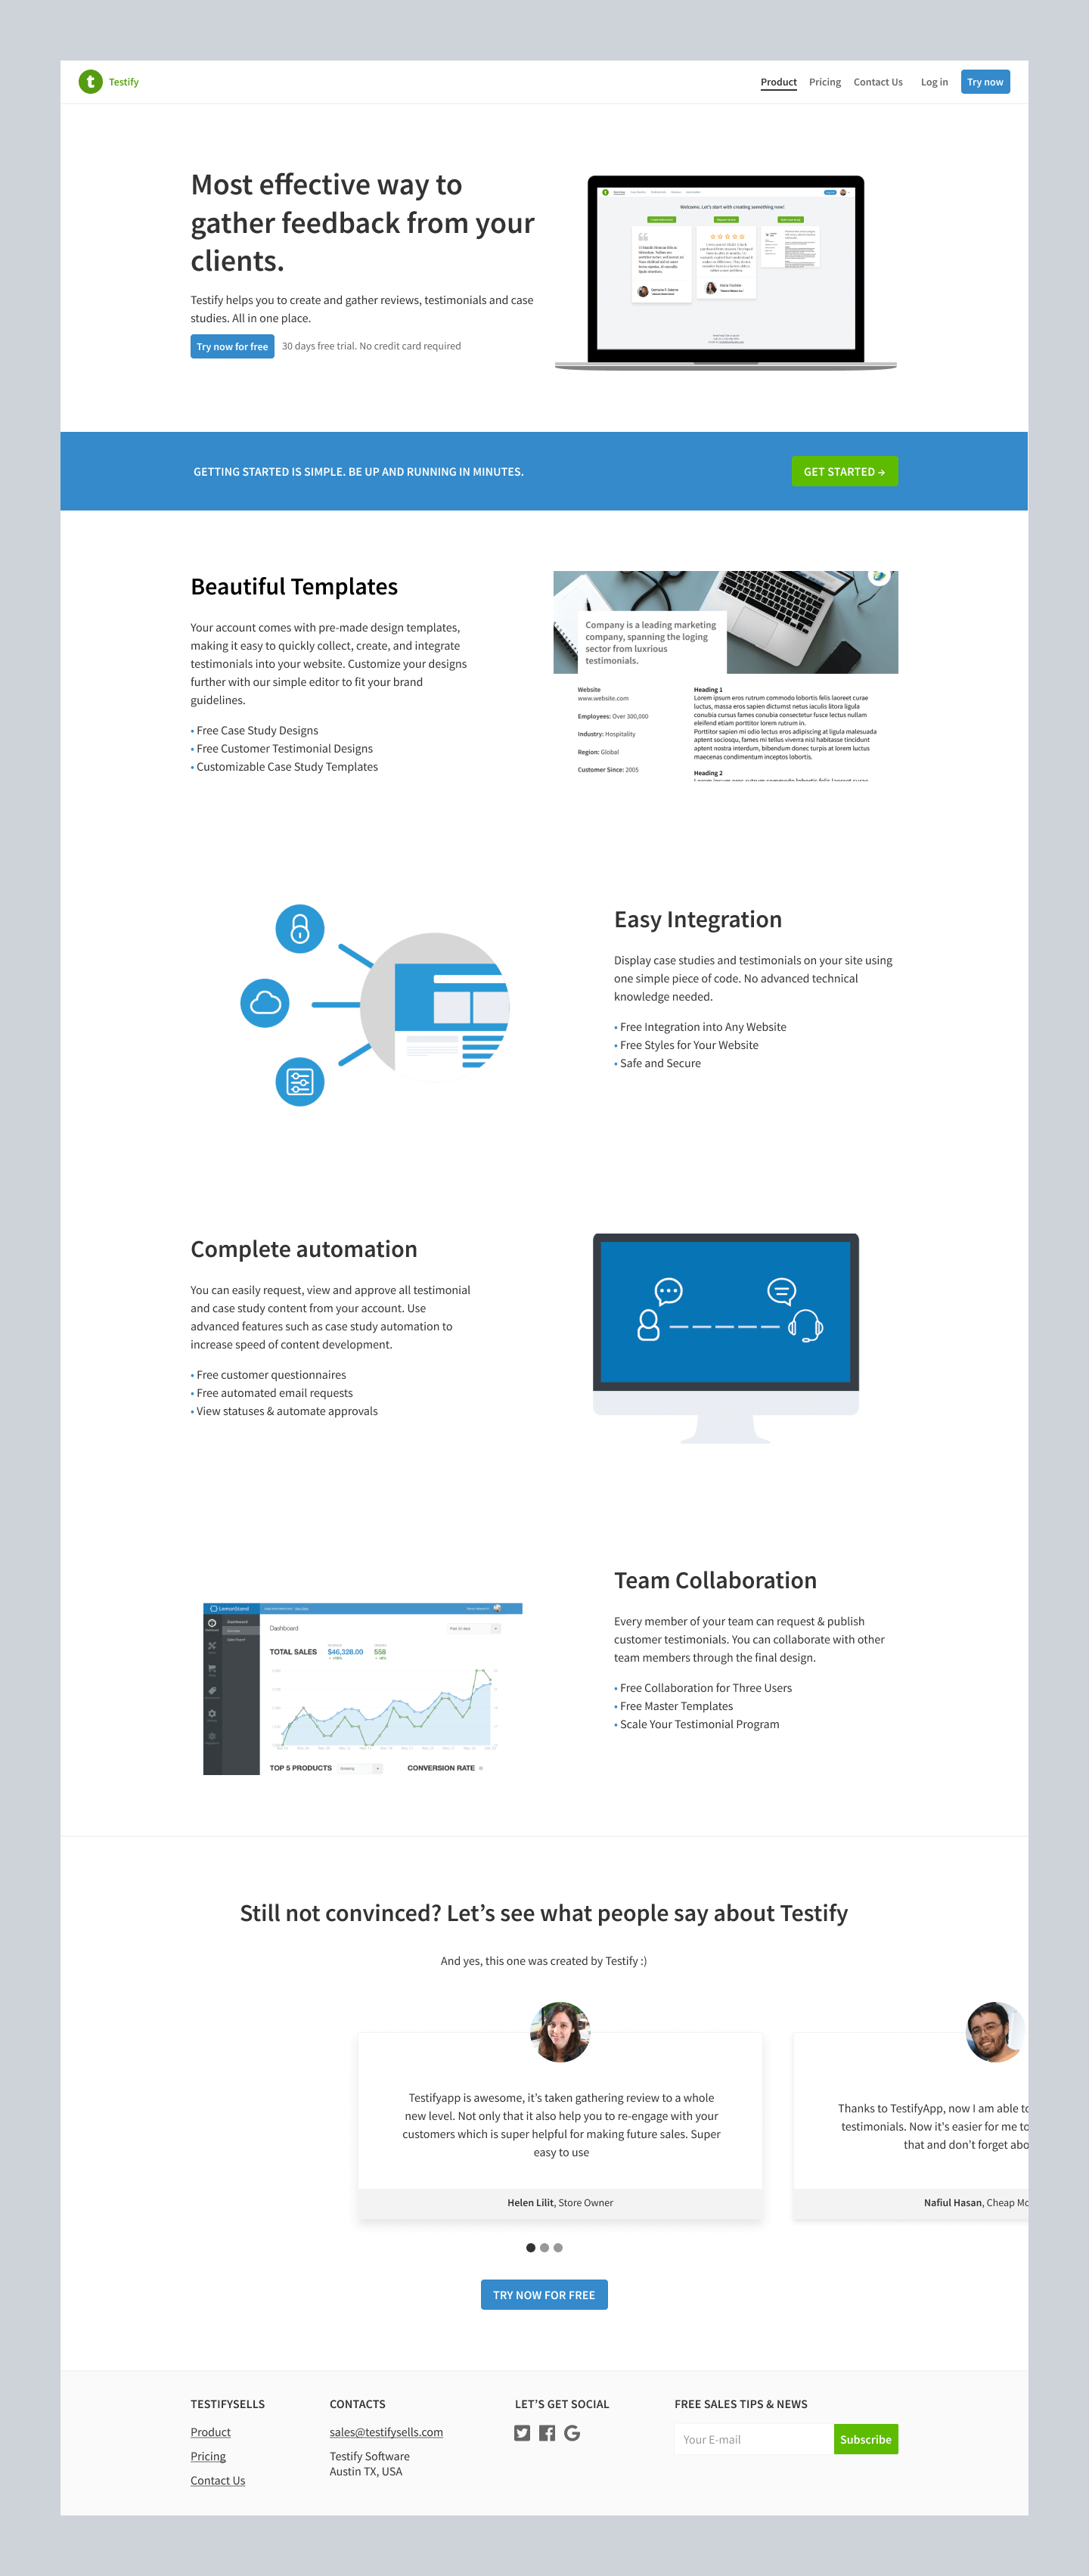 Testify
Product Pricing Contact Us Log in Try now
Most effective way to
gather feedback from your
clients.
Testify helps you to create and gather reviews, testimonials and case
studies. All in one place.
Try now for free 30 days free trial. No credit card required
Welcome. Let's start with creating something new!
GETTING STARTED IS SIMPLE. BE UP AND RUNNING IN MINUTES.
GET STARTED →
Beautiful Templates
Your account comes with pre-made design templates,
making it easy to quickly collect, create, and integrate
testimonials into your website. Customize your designs
further with our simple editor to fit your brand
guidelines.
• Free Case Study Designs
• Free Customer Testimonial Designs
• Customizable Case Study Templates
Company is a leading marketing
company, spanning the loging
sector from luxrious
testimonials.
Website
www.website.com
Employees: Over 300,000
Industry: Hospitality
Region: Global
Customer Since: 2005
Heading 1
Lorem ipsum eros rutrum commodo lobortis felis laoreet curae
luctus, massa eros sapien dictumst netus iaculis litora ligula
conubia cursus fames conubia consectetur fusce lectus nullam
eleifend etiam porttitor lorem rutrum in.
Porttitor sapien mi odio lectus eros adipiscing at ligula malesuada
aptent sociosqu, fames mi tellus viverra nisl habitasse tincidunt
aptent nostra interdum, bibendum donec turpis at lorem luctus
maecenas condimentum inceptos lobortis.
Heading 2
Easy Integration
Display case studies and testimonials on your site using
one simple piece of code. No advanced technical
knowledge needed.
• Free Integration into Any Website
• Free Styles for Your Website
• Safe and Secure
Complete automation
You can easily request, view and approve all testimonial
and case study content from your account. Use
advanced features such as case study automation to
increase speed of content development.
• Free customer questionnaires
• Free automated email requests
• View statuses & automate approvals
Team Collaboration
Every member of your team can request & publish
customer testimonials. You can collaborate with other
team members through the final design.
• Free Collaboration for Three Users
• Free Master Templates
• Scale Your Testimonial Program
LemonStand
Dashboard
Dashboard
TOTAL SALES $46,328.00 558
TOP 5 PRODUCTS
CONVERSION RATE
Still not convinced? Let’s see what people say about Testify
And yes, this one was created by Testify :)
Testifyapp is awesome, it’s taken gathering review to a whole
new level. Not only that it also help you to re-engage with your
customers which is super helpful for making future sales. Super
easy to use
Helen Lilit, Store Owner
Thanks to TestifyApp, now I am able to
testimonials. Now it's easier for me to
that and don't forget abo
Nafiul Hasan, Cheap Mo
TRY NOW FOR FREE
TESTIFYSELLS
Product
Pricing
Contact Us
CONTACTS
sales@testifysells.com
Testify Software
Austin TX, USA
LET’S GET SOCIAL
FREE SALES TIPS & NEWS
Your E-mail
Subscribe